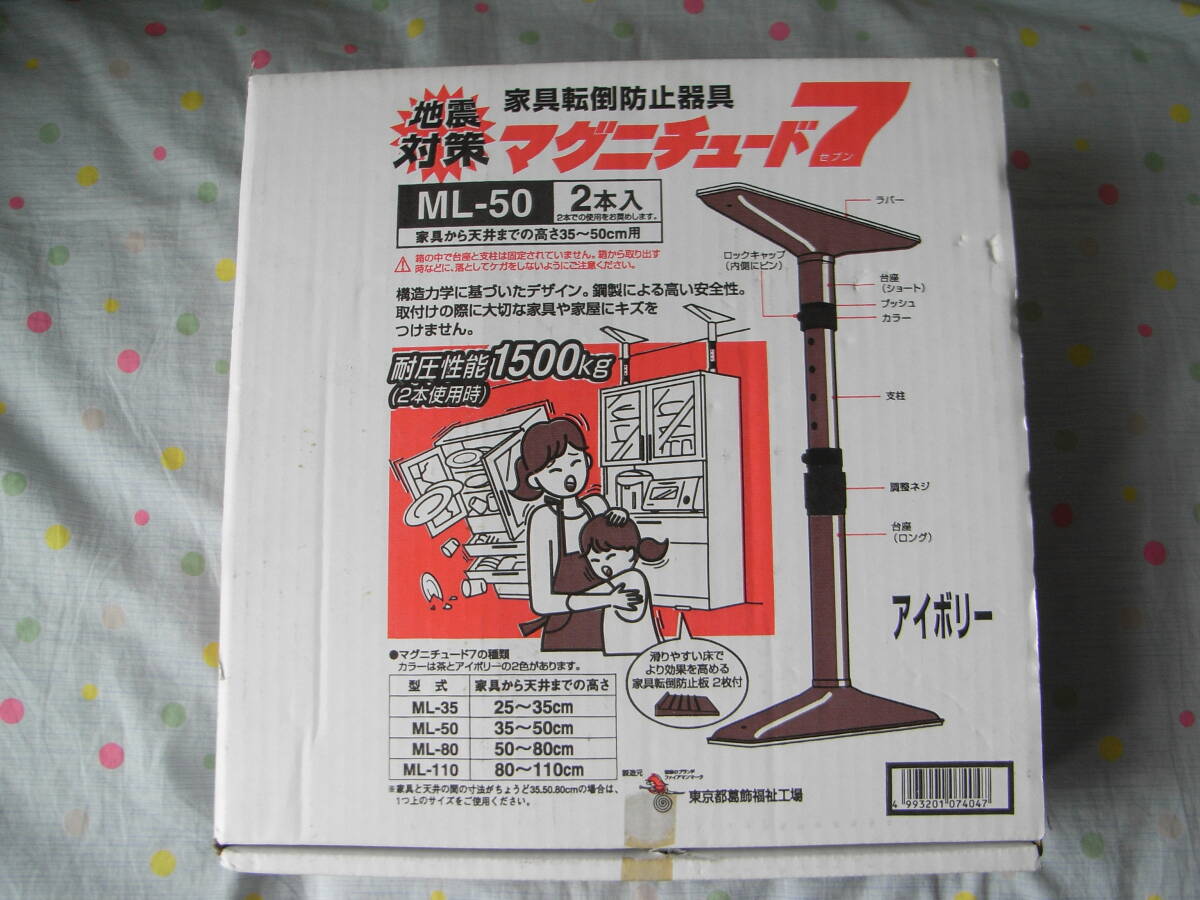 地震
対策
家具転倒防止器具
マグニチュード7
セブン
ML-50
2本入
2本での使用をお奨めします。
家具から天井までの高さ35～50cm用
箱の中で台座と支柱は固定されていません。箱から取り出す
時などに、落としてケガをしないようにご注意ください。
構造力学に基づいたデザイン。鋼製による高い安全性。
取付けの際に大切な家具や家屋にキズを
つけません。
耐圧性能1500kg
(2本使用時)
ラバー
ロックキャップ
(内側にピン)
台座
(ショート)
ブッシュ
カラー
支柱
調整ネジ
台座
(ロング)
アイボリー
滑りやすい床で
より効果を高める
家具転倒防止板 2枚付
●マグニチュード7の種類
カラーは茶とアイボリーの2色があります。
型 式 家具から天井までの高さ
ML-35 25～35cm
ML-50 35～50cm
ML-80 50～80cm
ML-110 80～110cm
※家具と天井の間の寸法がちょうど35.50.80cmの場合は、
1つ上のサイズをご使用ください。
製造元
ファイアマンマーク
東京都葛飾福祉工場
4 993201 074047